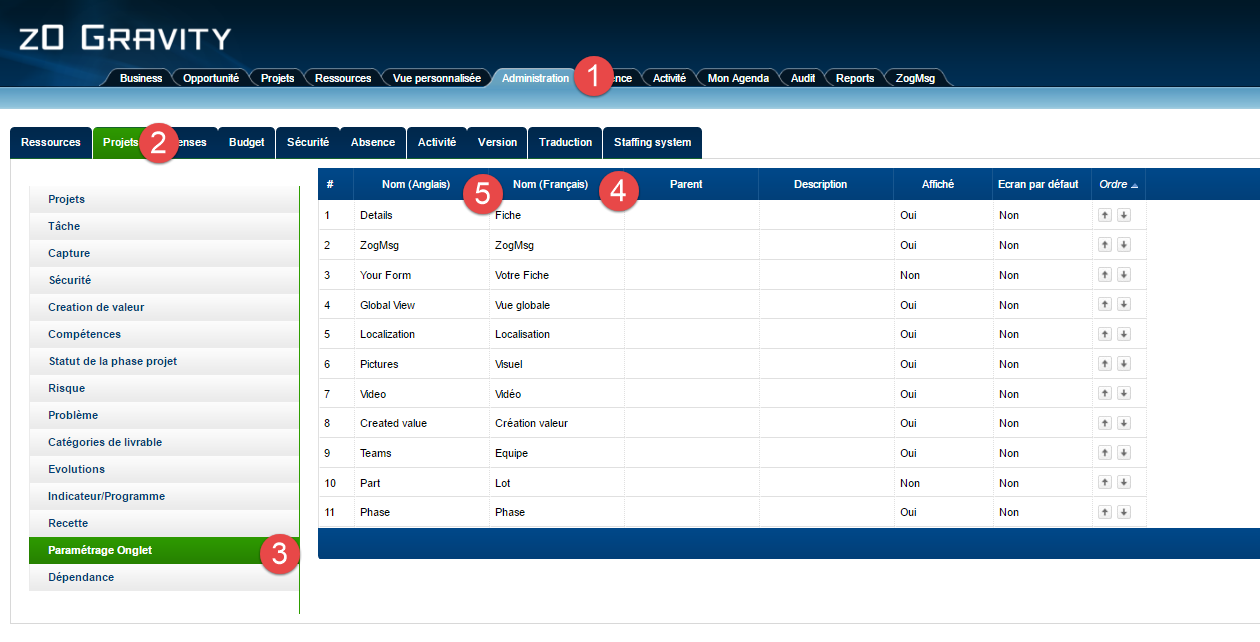 zO Gravity
Business Opportunité Projets Ressources Vue personnalisée Administration 1 nce Activité Mon Agenda Audit Reports ZogMsg
Ressources Projets 2 enses Budget Sécurité Absence Activité Version Traduction Staffing system
# Nom (Anglais) 5 Nom (Français) 4 Parent Description Affiché Ecran par défaut Ordre
Projets
Tâche
Capture
Sécurité
Creation de valeur
Compétences
Statut de la phase projet
Risque
Problème
Catégories de livrable
Evolutions
Indicateur/Programme
Recette
Paramétrage Onglet 3
Dépendance
1 Details Fiche Oui Non
2 ZogMsg ZogMsg Oui Non
3 Your Form Votre Fiche Non Non
4 Global View Vue globale Oui Non
5 Localization Localisation Oui Non
6 Pictures Visuel Oui Non
7 Video Vidéo Oui Non
8 Created value Création valeur Oui Non
9 Teams Equipe Oui Non
10 Part Lot Non Non
11 Phase Phase Oui Non